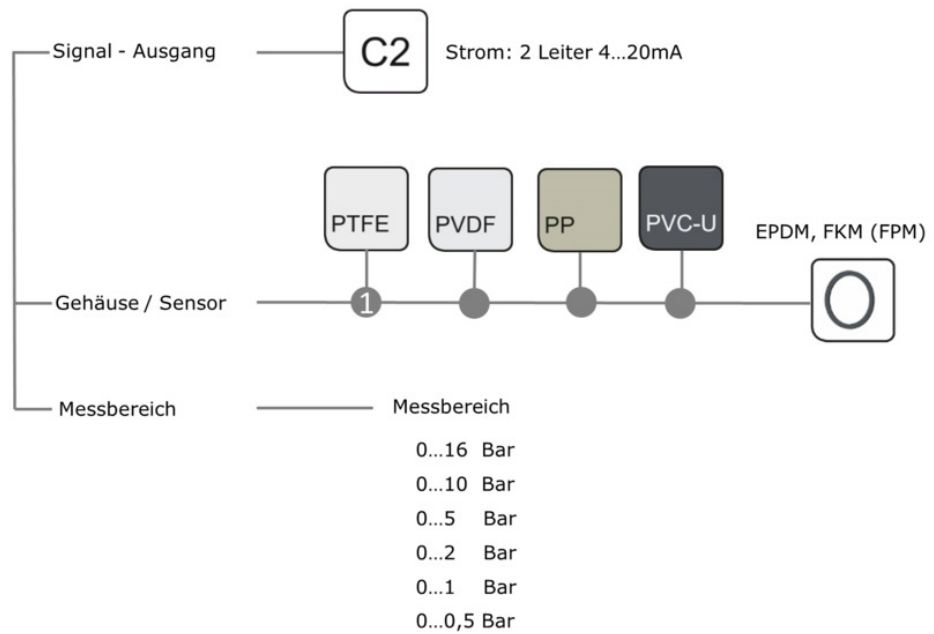 Signal - Ausgang
C2
Strom: 2 Leiter 4...20mA
PTFE
PVDF
PP
PVC-U
EPDM, FKM (FPM)
Gehäuse / Sensor
1
Messbereich
Messbereich
0...16 Bar
0...10 Bar
0...5 Bar
0...2 Bar
0...1 Bar
0...0,5 Bar